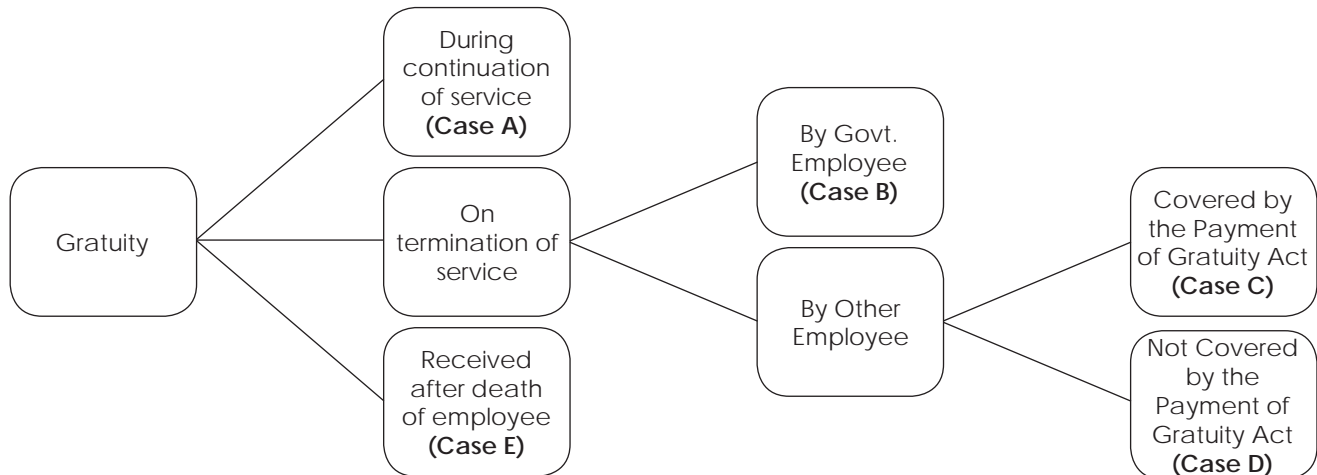 Gratuity
During
continuation
of service
(Case A)
On
termination of
service
Received
after death
of employee
(Case E)
By Govt.
Employee
(Case B)
By Other
Employee
Covered by
the Payment
of Gratuity Act
(Case C)
Not Covered
by the
Payment of
Gratuity Act
(Case D)